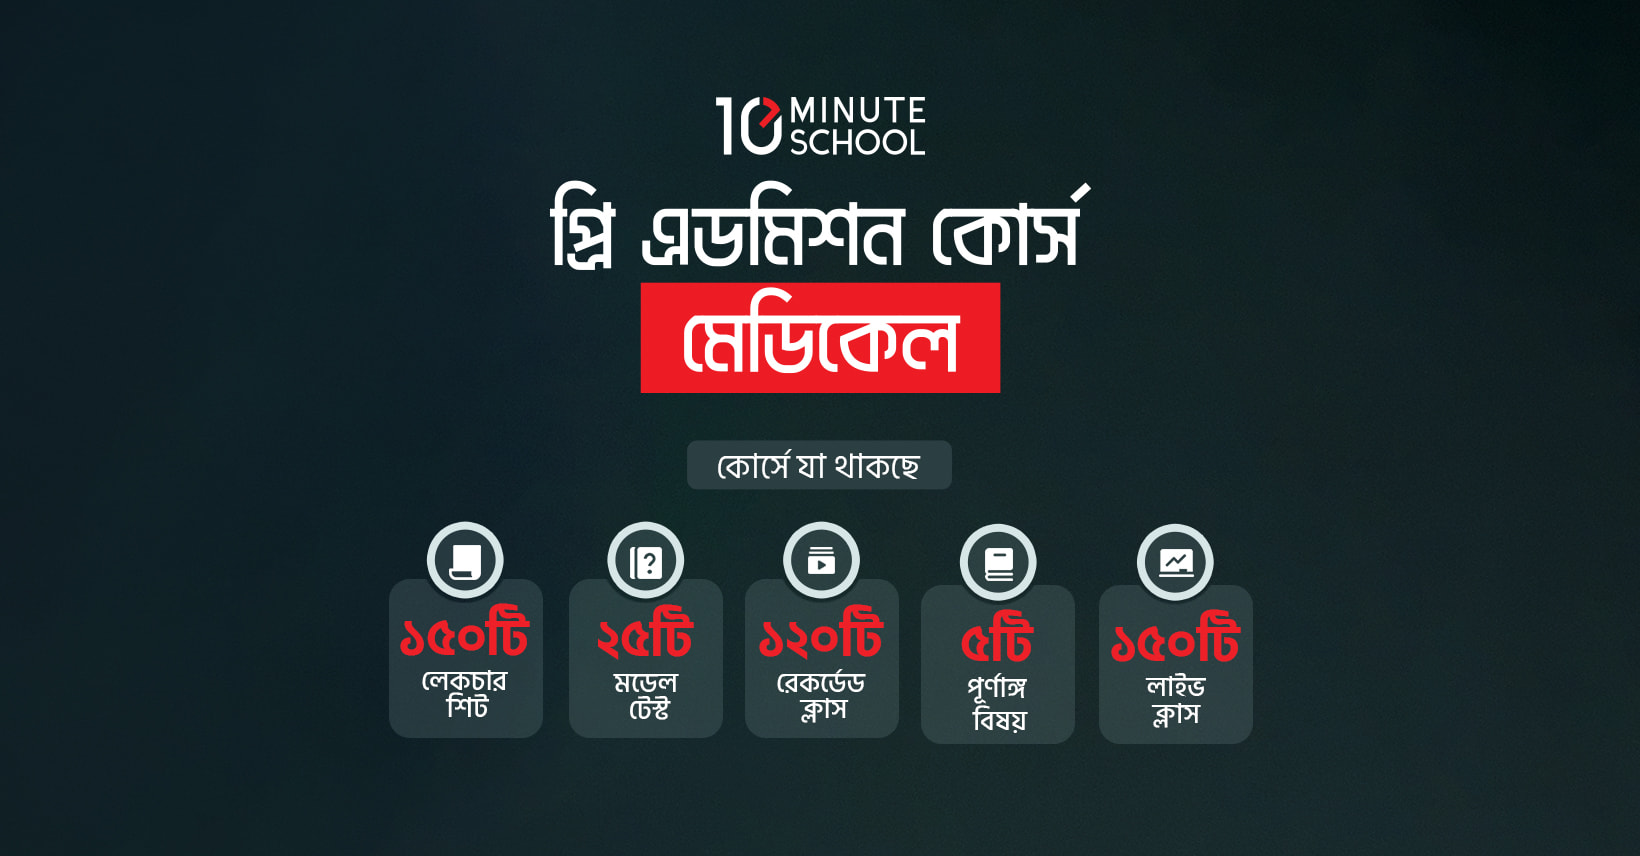 10 MINUTE
SCHOOL
প্রি এডমিশন কোর্স
মেডিকেল
কোর্সে যা থাকছে
১৫০টি
লেকচার
শিট
২৫টি
মডেল
টেস্ট
১২০টি
রেকর্ডেড
ক্লাস
৫টি
পূর্ণাঙ্গ
বিষয়
১৫০টি
লাইভ
ক্লাস